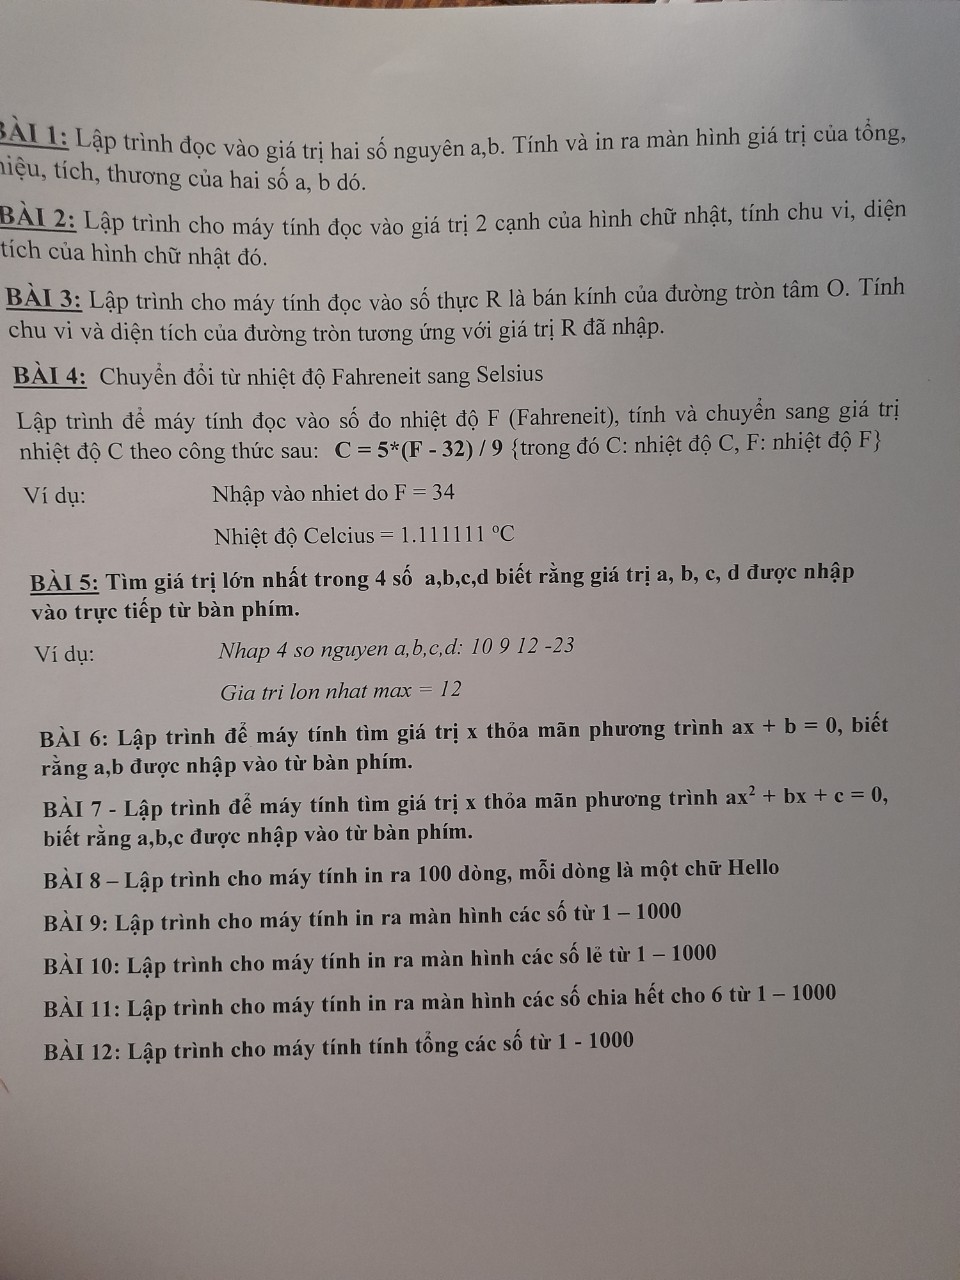 BÀI 1: Lập trình đọc vào giá trị hai số nguyên a,b. Tính và in ra màn hình giá trị của tổng,
hiệu, tích, thương của hai số a, b dó.
BÀI 2: Lập trình cho máy tính đọc vào giá trị 2 cạnh của hình chữ nhật, tính chu vi, diện
tích của hình chữ nhật đó.
BÀI 3: Lập trình cho máy tính đọc vào số thực R là bán kính của đường tròn tâm O. Tính
chu vi và diện tích của đường tròn tương ứng với giá trị R đã nhập.
BÀI 4: Chuyển đổi từ nhiệt độ Fahreneit sang Selsius
Lập trình để máy tính đọc vào số đo nhiệt độ F (Fahreneit), tính và chuyển sang giá trị
nhiệt độ C theo công thức sau: C = 5*(F - 32) / 9 {trong đó C: nhiệt độ C, F: nhiệt độ F}
Ví dụ: Nhập vào nhiet do F = 34
Nhiệt độ Celcius = 1.111111 ºC
BÀI 5: Tìm giá trị lớn nhất trong 4 số a,b,c,d biết rằng giá trị a, b, c, d được nhập
vào trực tiếp từ bàn phím.
Ví dụ: Nhap 4 so nguyen a,b,c,d: 10 9 12 -23
Gia tri lon nhat max = 12
BÀI 6: Lập trình để máy tính tìm giá trị x thỏa mãn phương trình ax + b = 0, biết
rằng a,b được nhập vào từ bàn phím.
BÀI 7 - Lập trình để máy tính tìm giá trị x thỏa mãn phương trình ax² + bx + c = 0,
biết rằng a,b,c được nhập vào từ bàn phím.
BÀI 8 – Lập trình cho máy tính in ra 100 dòng, mỗi dòng là một chữ Hello
BÀI 9: Lập trình cho máy tính in ra màn hình các số từ 1 – 1000
BÀI 10: Lập trình cho máy tính in ra màn hình các số lẻ từ 1 – 1000
BÀI 11: Lập trình cho máy tính in ra màn hình các số chia hết cho 6 từ 1 – 1000
BÀI 12: Lập trình cho máy tính tính tổng các số từ 1 - 1000